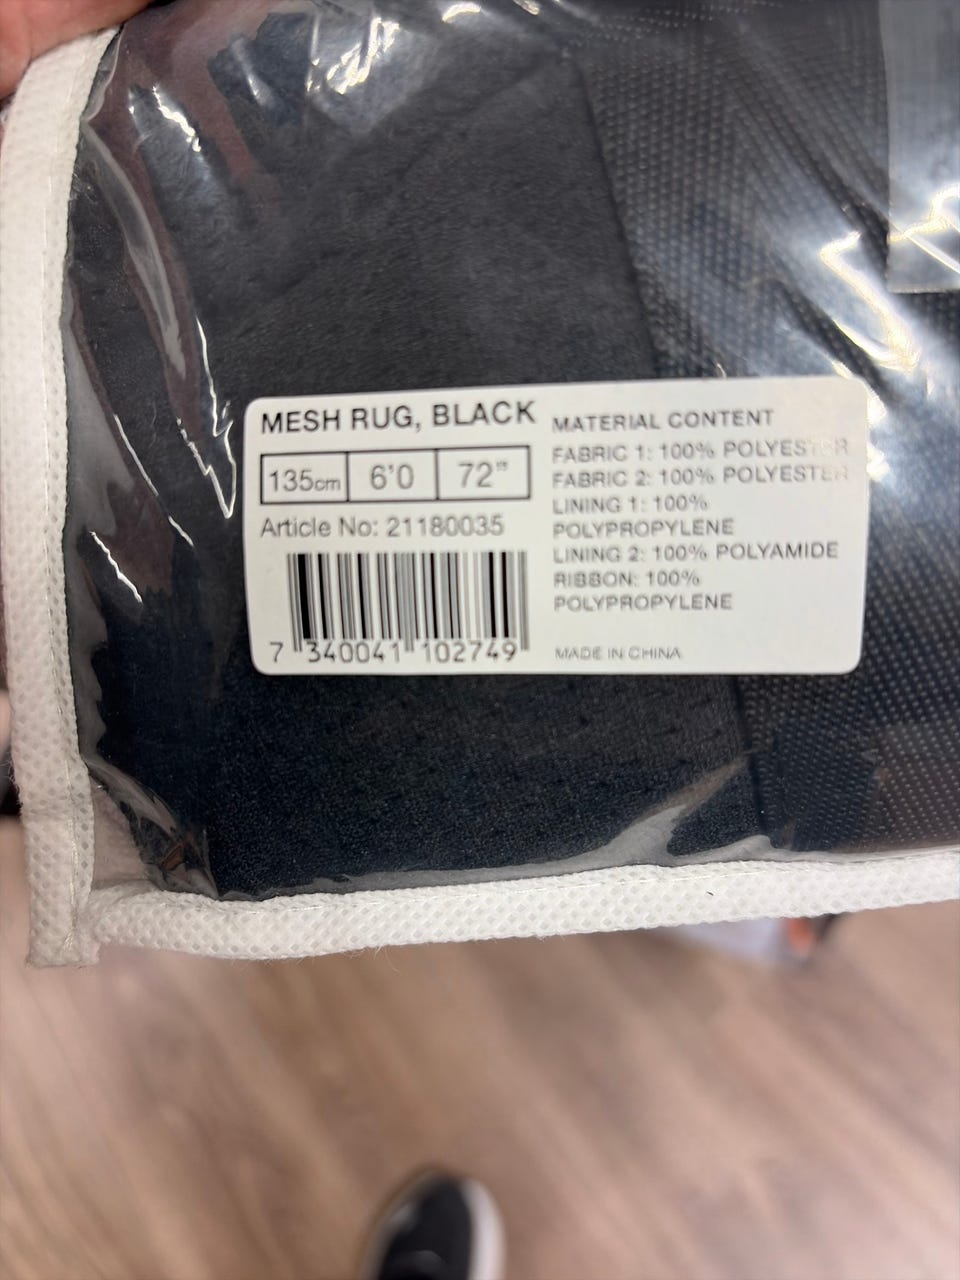 MESH RUG, BLACK
135cm 6'0 72"
Article No: 21180035
7 340041 102749
MATERIAL CONTENT
FABRIC 1: 100% POLYESTER
FABRIC 2: 100% POLYESTER
LINING 1: 100%
POLYPROPYLENE
LINING 2: 100% POLYAMIDE
RIBBON: 100%
POLYPROPYLENE
MADE IN CHINA